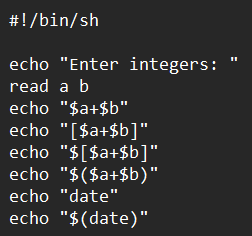 #!/bin/sh
echo "Enter integers: "
read a b
echo "$a+$b"
echo "[$a+$b]"
echo "$[$a+$b]"
echo "$($a+$b)"
echo "date"
echo "$(date)"